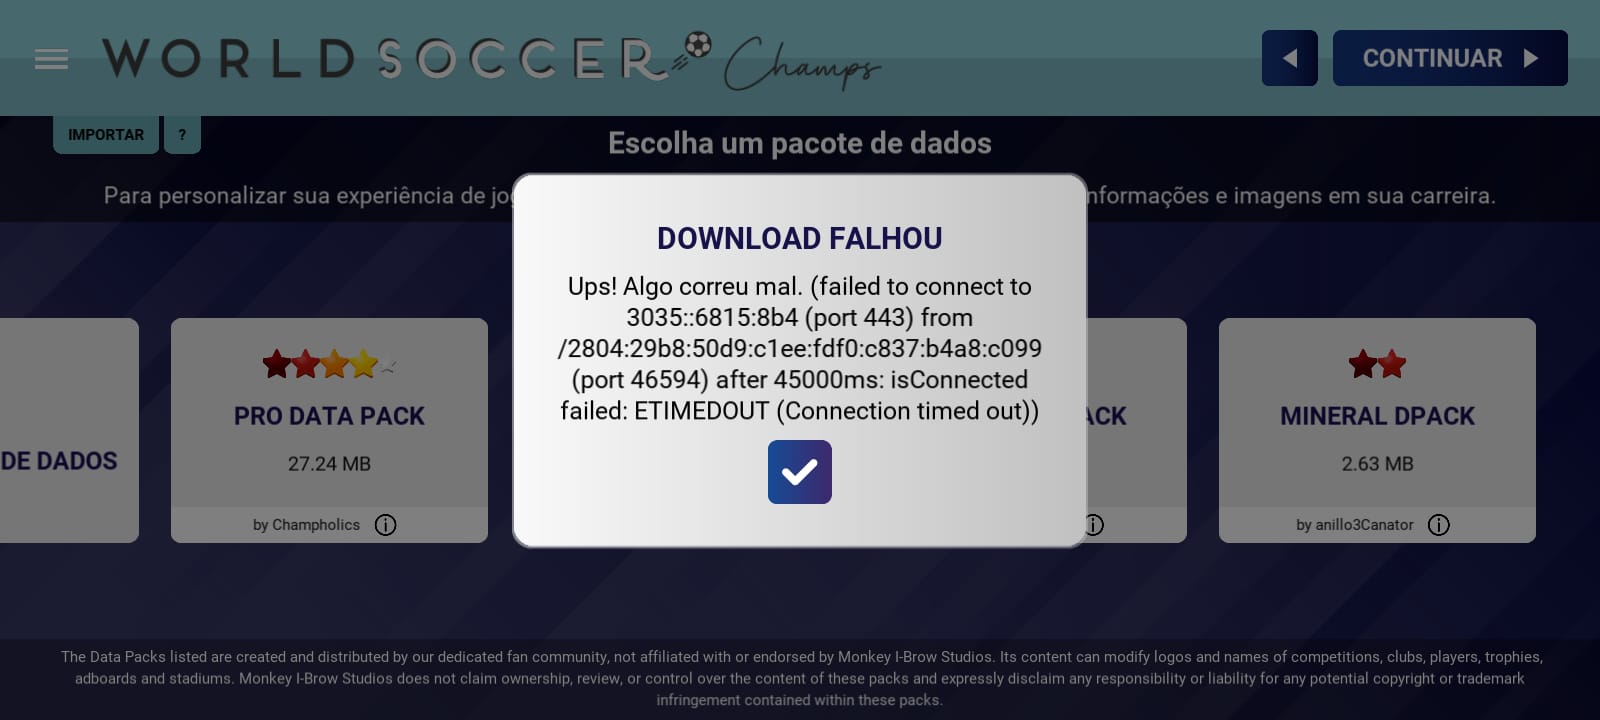 WORLD SOCCER Champs
CONTINUAR
IMPORTAR
?
Escolha um pacote de dados
Para personalizar sua experiência de nformações e imagens em sua carreira.
DOWNLOAD FALHOU
Ups! Algo correu mal. (failed to connect to
3035::6815:8b4 (port 443) from
/2804:29b8:50d9:c1ee:fdf0:c837:b4a8:c099
(port 46594) after 45000ms: isConnected
failed: ETIMEDOUT (Connection timed out))
DE DADOS
PRO DATA PACK
27.24 MB
by Champholics
ACK
MINERAL DPACK
2.63 MB
by anillo3Canator
The Data Packs listed are created and distributed by our dedicated fan community, not affiliated with or endorsed by Monkey I-Brow Studios. Its content can modify logos and names of competitions, clubs, players, trophies,
adboards and stadiums. Monkey I-Brow Studios does not claim ownership, review, or control over the content of these packs and expressly disclaim any responsibility or liability for any potential copyright or trademark
infringement contained within these packs.